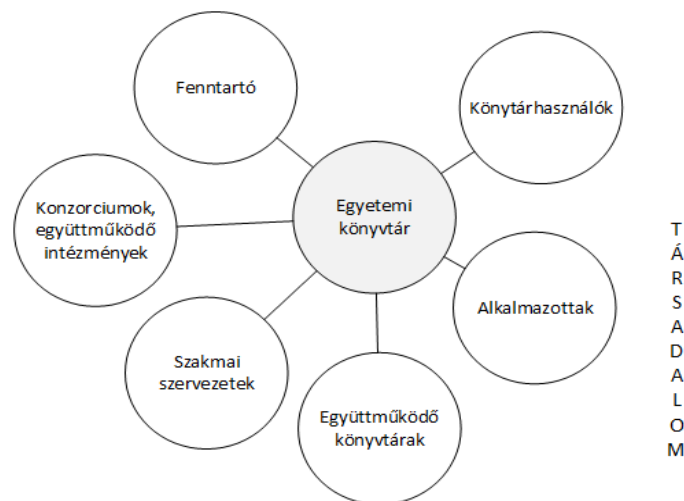 Fenntartó
Könytárhasználók
Egyetemi
könyvtár
Konzorciumok,
együttműködő
intézmények
Alkalmazottak
Szakmai
szervezetek
Együttműködő
könyvtárak
T
Á
R
S
A
D
A
L
O
M